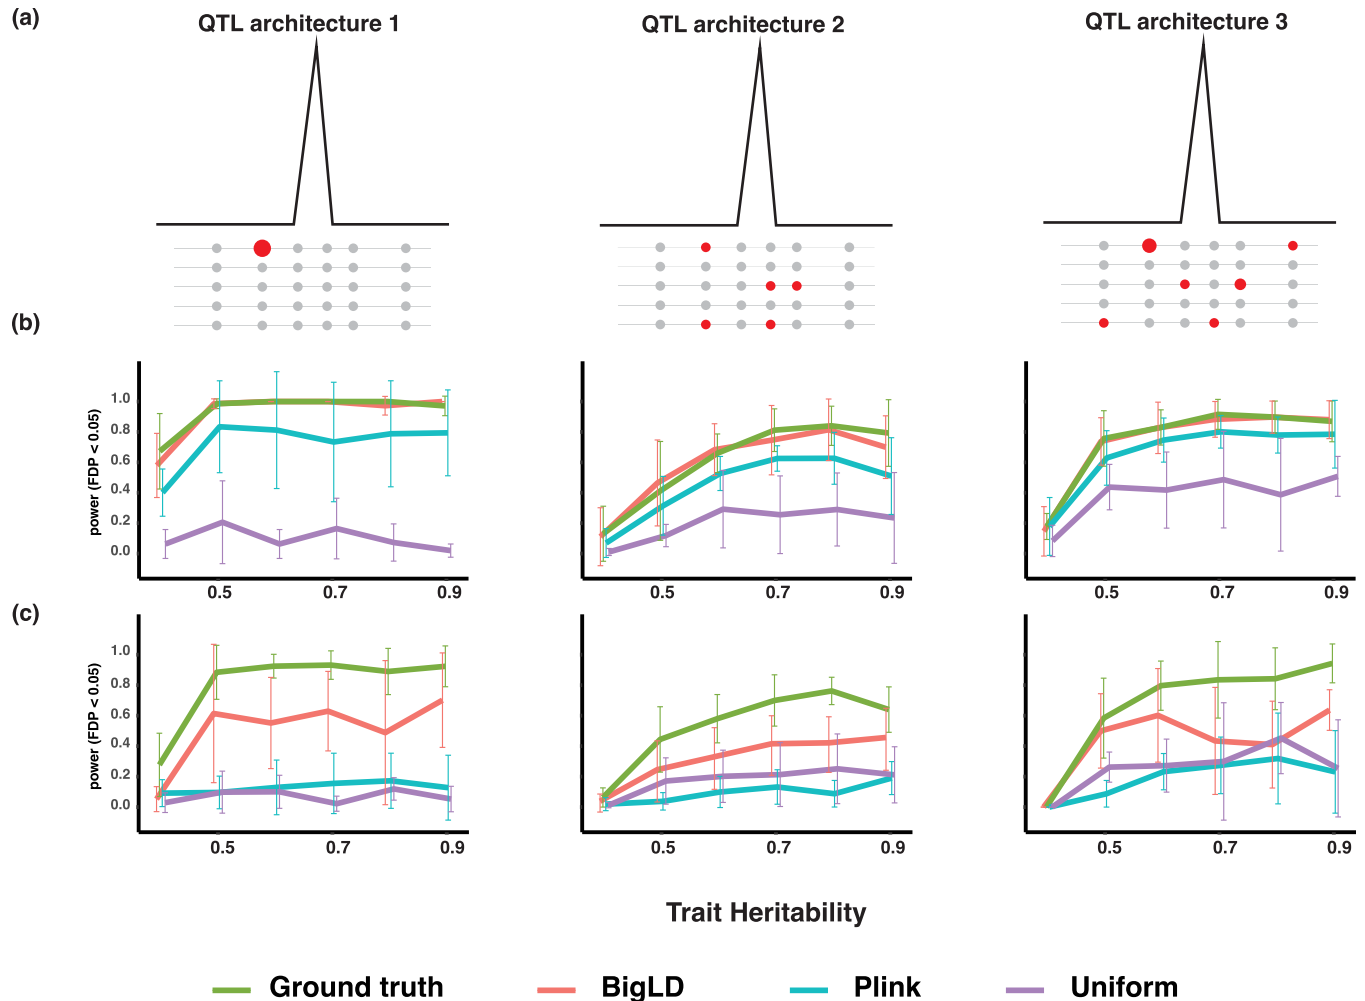 (a)
QTL architecture 1
QTL architecture 2
QTL architecture 3
(b)
power (FDP < 0.05)
1.0
0.8
0.6
0.4
0.2
0.0
0.5 0.7 0.9
0.5 0.7 0.9
0.5 0.7 0.9
(c)
power (FDP < 0.05)
1.0
0.8
0.6
0.4
0.2
0.0
0.5 0.7 0.9
0.5 0.7 0.9
0.5 0.7 0.9
Trait Heritability
Ground truth BigLD Plink Uniform